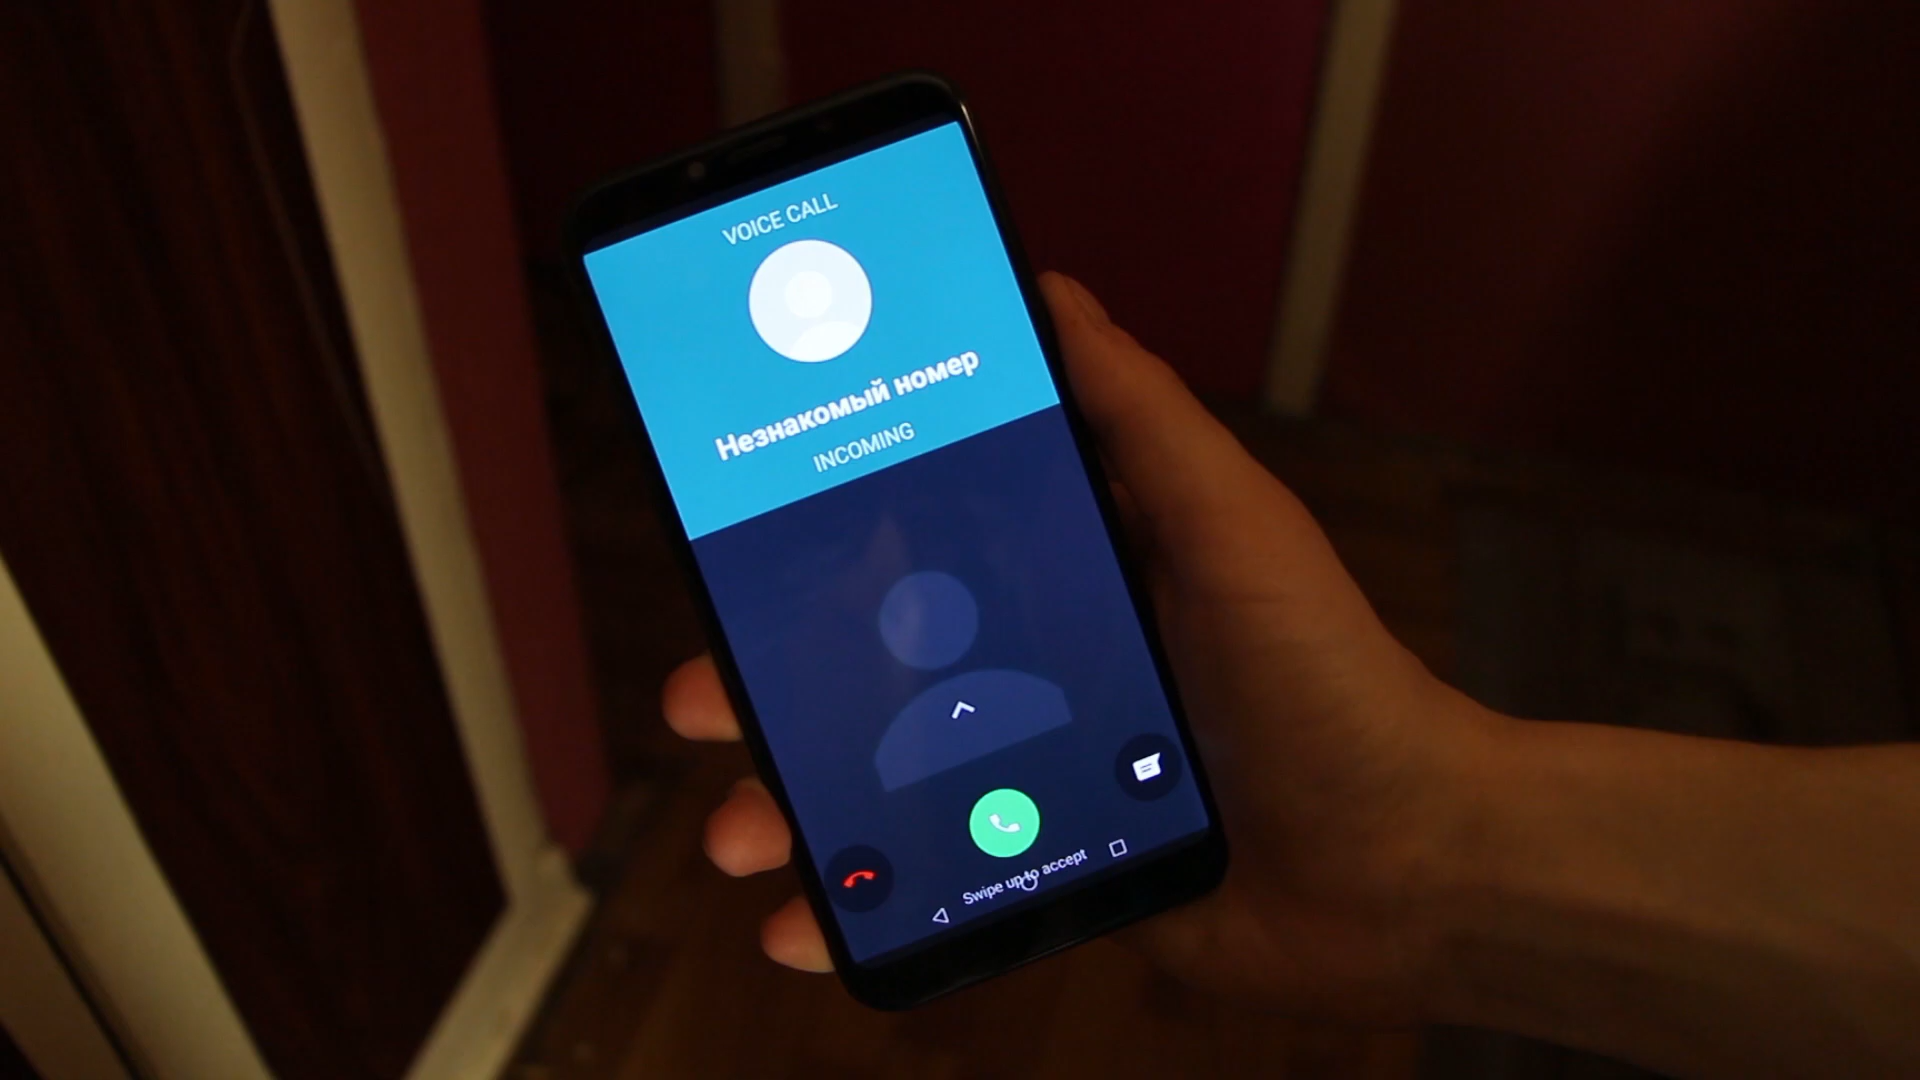 VOICE CALL
Незнакомый номер
INCOMING
Swipe up to accept